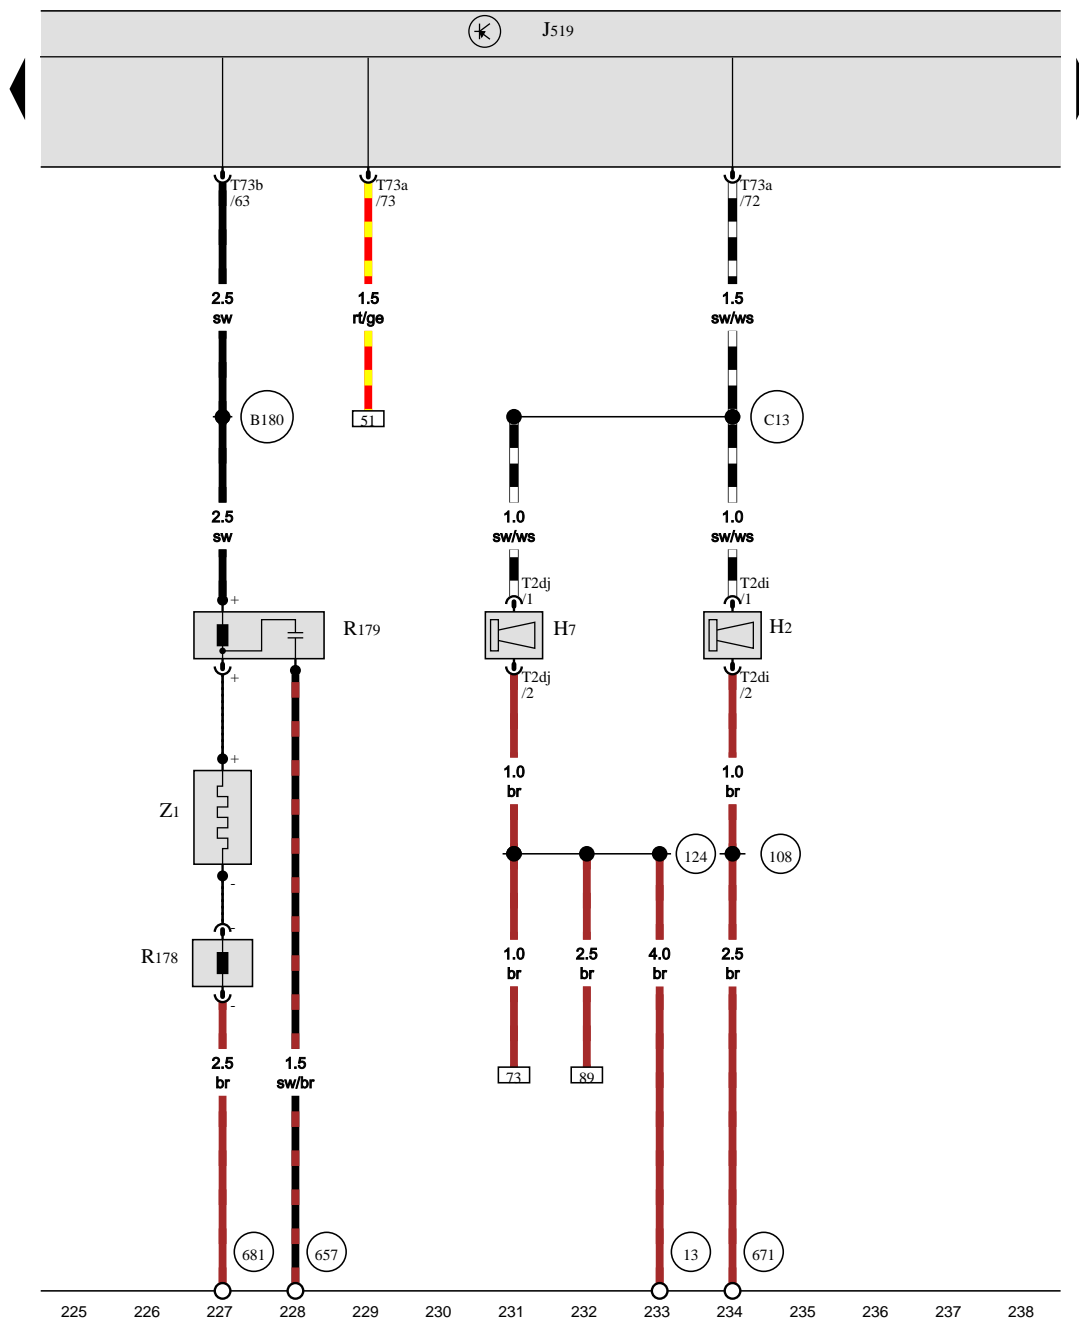 J519
T73b
/63
T73a
/73
T73a
/72
2.5
sw
1.5
rt/ge
1.5
sw/ws
B180
51
C13
2.5
sw
1.0
sw/ws
1.0
sw/ws
T2dj
/1
T2di
/1
+
R179
H7
H2
+
T2dj
/2
T2di
/2
+
1.0
br
1.0
br
Z1
-
124
108
-
R178
1.0
br
2.5
br
4.0
br
2.5
br
-
2.5
br
1.5
sw/br
73
89
681
657
13
671
225 226 227 228 229 230 231 232 233 234 235 236 237 238